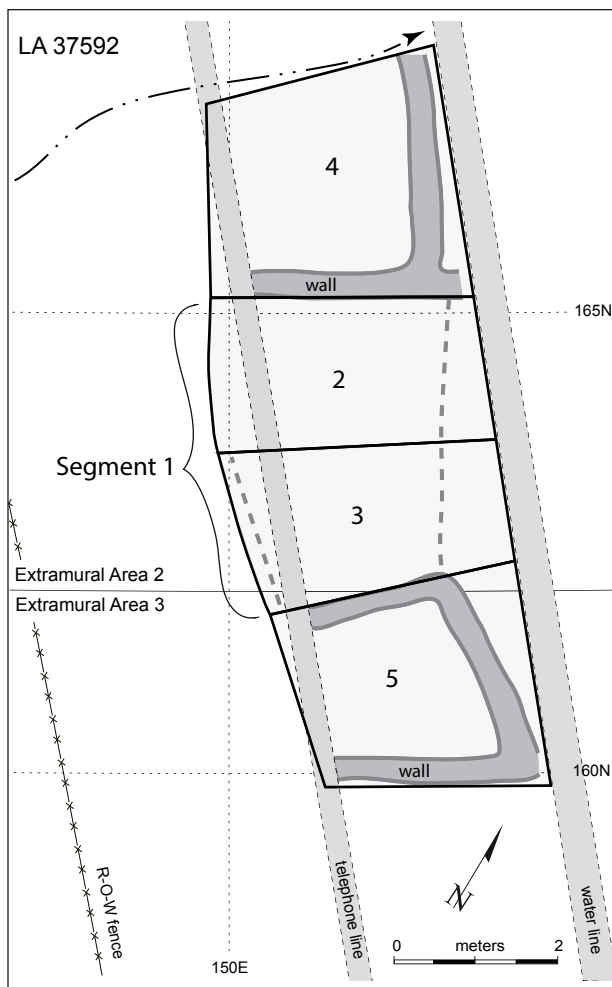 LA 37592
4
wall
165N
2
Segment 1
3
Extramural Area 2
Extramural Area 3
5
wall
160N
R-O-W fence
telephone line
water line
N
0 meters 2
150E